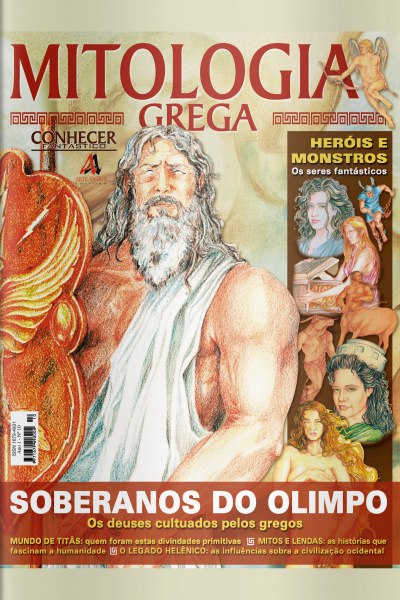 MITOLOGIA
GREGA
CONHECER
FANTÁSTICO
HERÓIS E
MONSTROS
Os seres fantásticos
SOBERANOS DO OLIMPO
Os deuses cultuados pelos gregos
MUNDO DE TITÃS: quem foram estas divindades primitivas MITOS E LENDAS: as histórias que
fascinam a humanidade O LEGADO HELÊNICO: as influências sobre a civilização ocidental